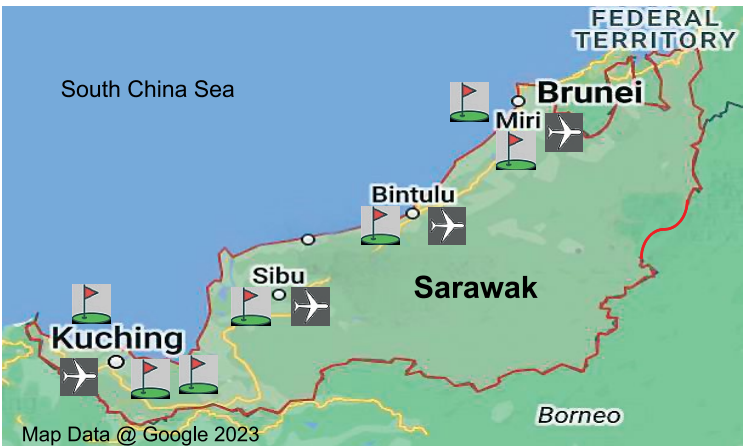 FEDERAL
TERRITORY
South China Sea
Brunei
Miri
Bintulu
Sibu
Sarawak
Kuching
Borneo
Map Data @ Google 2023